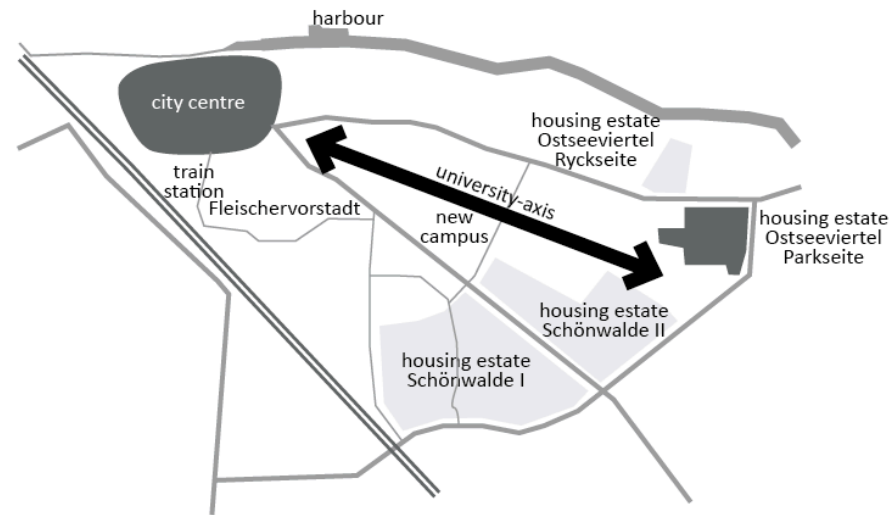 harbour
city centre
housing estate
Ostseeviertel
Ryckseite
train
station
Fleischervorstadt
university-axis
new
campus
housing estate
Ostseeviertel
Parkseite
housing estate
Schönwalde II
housing estate
Schönwalde I